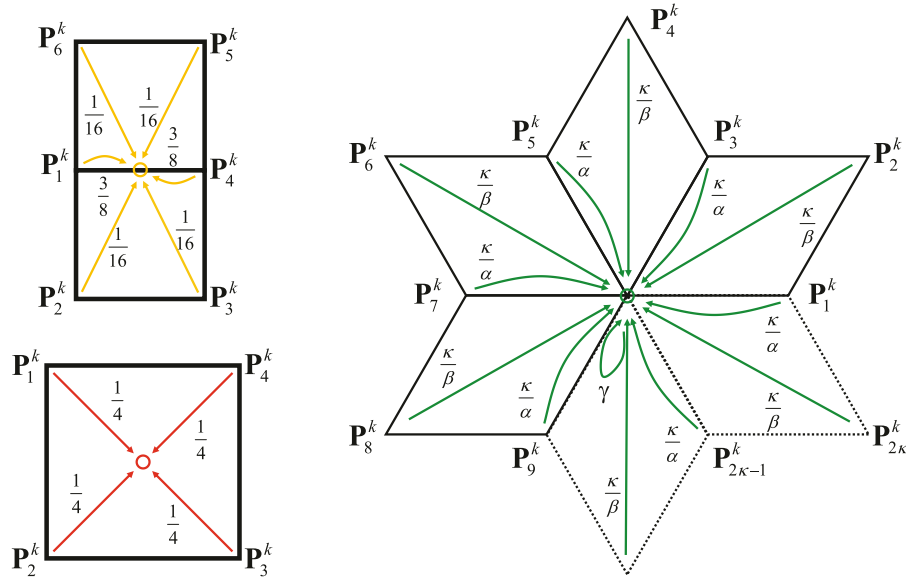 P₆ᵏ P₅ᵏ
1/16 1/16
3/8
P₁ᵏ P₄ᵏ
3/8
1/16 1/16
P₂ᵏ P₃ᵏ
P₁ᵏ P₄ᵏ
1/4 1/4
1/4 1/4
P₂ᵏ P₃ᵏ
P₄ᵏ
κ/β
P₅ᵏ P₃ᵏ
P₆ᵏ P₂ᵏ
κ/α κ/α
κ/β κ/β
κ/α
P₇ᵏ P₁ᵏ
κ/α
κ/β κ/α γ κ/α κ/β
P₈ᵏ P₉ᵏ P₂κ₋₁ᵏ P₂κᵏ
κ/β